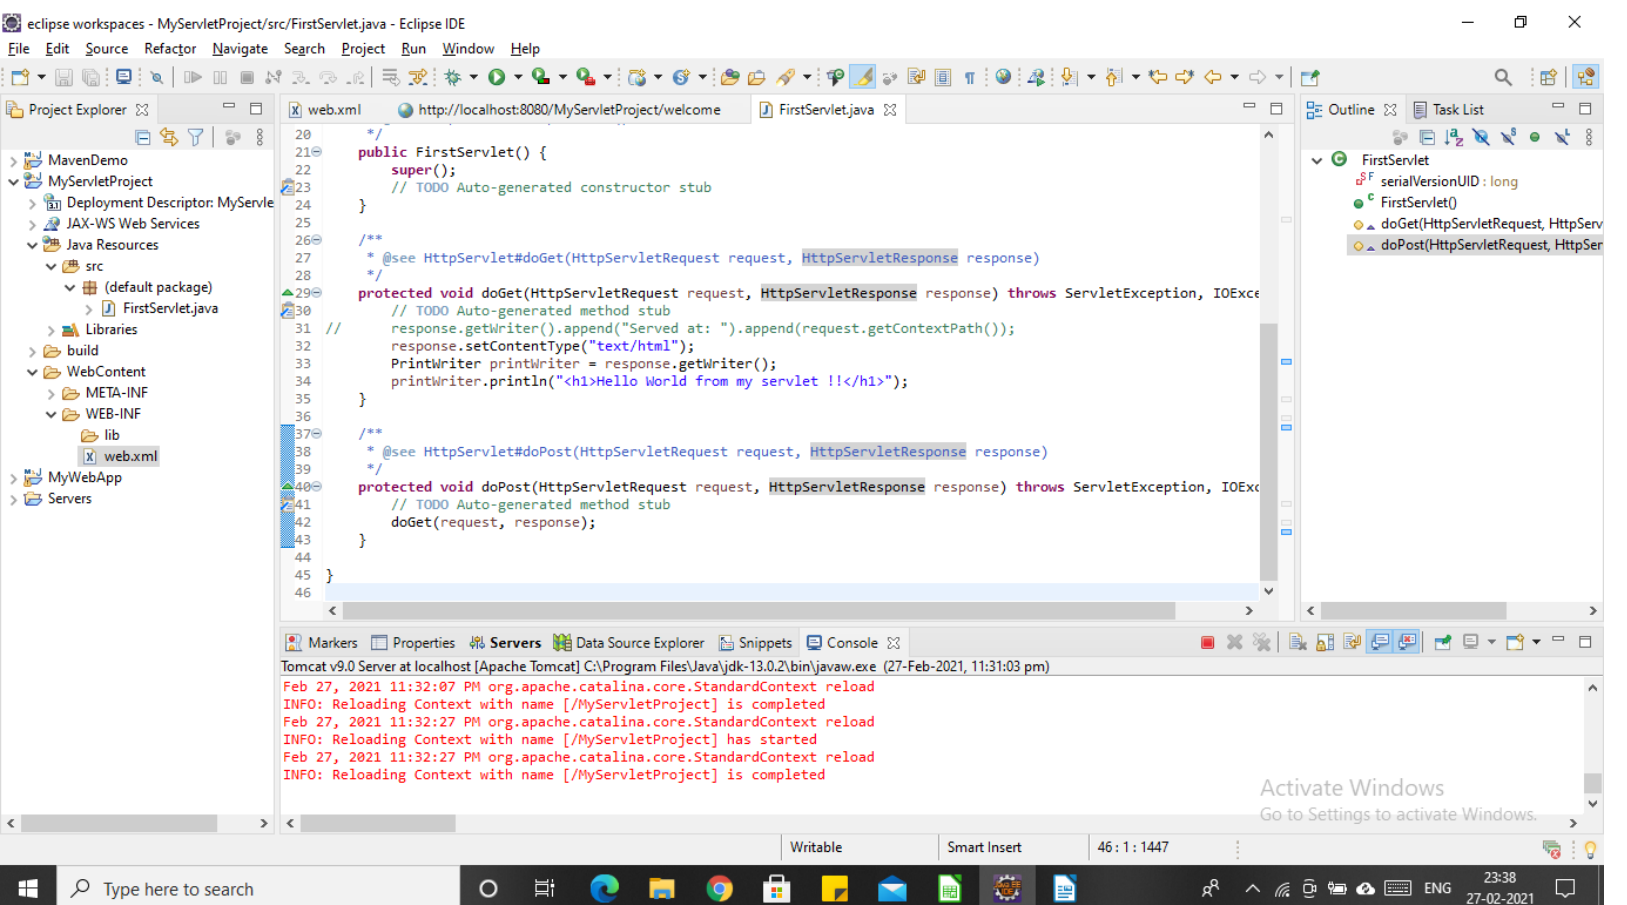 eclipse workspaces - MyServletProject/src/FirstServlet.java - Eclipse IDE
File Edit Source Refactor Navigate Search Project Run Window Help
Project Explorer
MavenDemo
MyServletProject
Deployment Descriptor: MyServle
JAX-WS Web Services
Java Resources
src
(default package)
FirstServlet.java
Libraries
build
WebContent
META-INF
WEB-INF
lib
web.xml
MyWebApp
Servers
web.xml http://localhost:8080/MyServletProject/welcome FirstServlet.java
20 */
21 public FirstServlet() {
22 super();
23 // TODO Auto-generated constructor stub
24 }
25
26 /**
27 * @see HttpServlet#doGet(HttpServletRequest request, HttpServletResponse response)
28 */
29 protected void doGet(HttpServletRequest request, HttpServletResponse response) throws ServletException, IOExce
30 // TODO Auto-generated method stub
31 // response.getWriter().append("Served at: ").append(request.getContextPath());
32 response.setContentType("text/html");
33 PrintWriter printWriter = response.getWriter();
34 printWriter.println("<h1>Hello World from my servlet !!</h1>");
35 }
36
37 /**
38 * @see HttpServlet#doPost(HttpServletRequest request, HttpServletResponse response)
39 */
40 protected void doPost(HttpServletRequest request, HttpServletResponse response) throws ServletException, IOExc
41 // TODO Auto-generated method stub
42 doGet(request, response);
43 }
44
45 }
46
Outline Task List
FirstServlet
serialVersionUID : long
FirstServlet()
doGet(HttpServletRequest, HttpServ
doPost(HttpServletRequest, HttpSer
Markers Properties Servers Data Source Explorer Snippets Console
Tomcat v9.0 Server at localhost [Apache Tomcat] C:\Program Files\Java\jdk-13.0.2\bin\javaw.exe (27-Feb-2021, 11:31:03 pm)
Feb 27, 2021 11:32:07 PM org.apache.catalina.core.StandardContext reload
INFO: Reloading Context with name [/MyServletProject] is completed
Feb 27, 2021 11:32:27 PM org.apache.catalina.core.StandardContext reload
INFO: Reloading Context with name [/MyServletProject] has started
Feb 27, 2021 11:32:27 PM org.apache.catalina.core.StandardContext reload
INFO: Reloading Context with name [/MyServletProject] is completed
Activate Windows
Go to Settings to activate Windows.
Writable Smart Insert 46 : 1 : 1447
Type here to search
ENG
23:38
27-02-2021